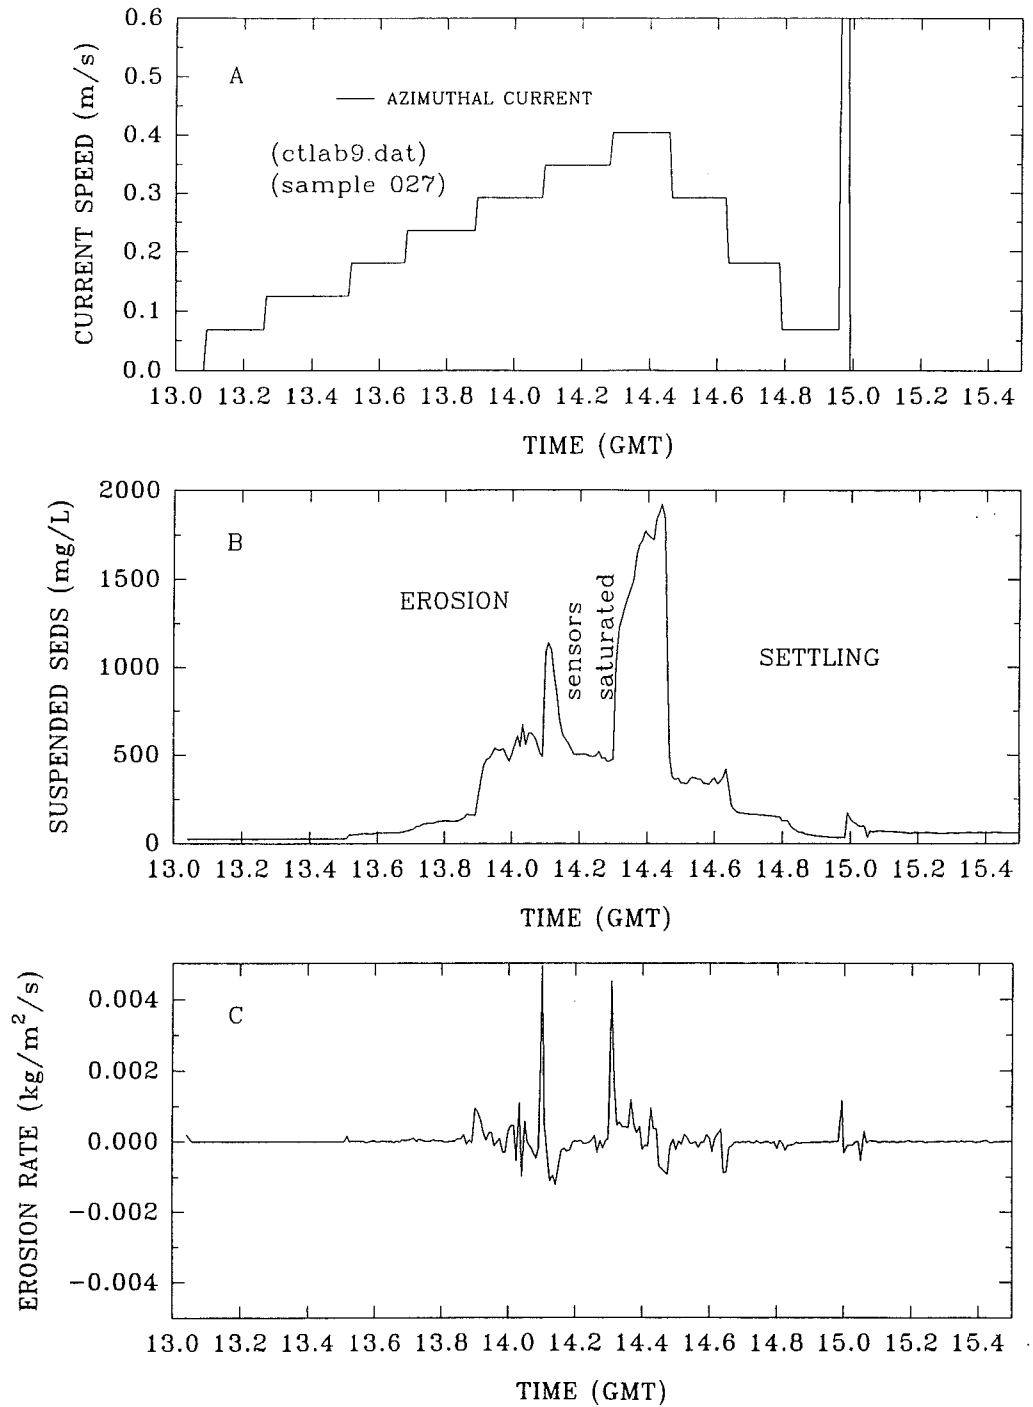 0.6
0.5
0.4
0.3
0.2
0.1
0.0
CURRENT SPEED (m/s)
A
AZIMUTHAL CURRENT
(ctlab9.dat)
(sample 027)
13.0 13.2 13.4 13.6 13.8 14.0 14.2 14.4 14.6 14.8 15.0 15.2 15.4
TIME (GMT)
2000
1500
1000
500
0
SUSPENDED SEDS (mg/L)
B
EROSION
sensors
saturated
SETTLING
13.0 13.2 13.4 13.6 13.8 14.0 14.2 14.4 14.6 14.8 15.0 15.2 15.4
TIME (GMT)
0.004
0.002
0.000
−0.002
−0.004
EROSION RATE (kg/m²/s)
C
13.0 13.2 13.4 13.6 13.8 14.0 14.2 14.4 14.6 14.8 15.0 15.2 15.4
TIME (GMT)